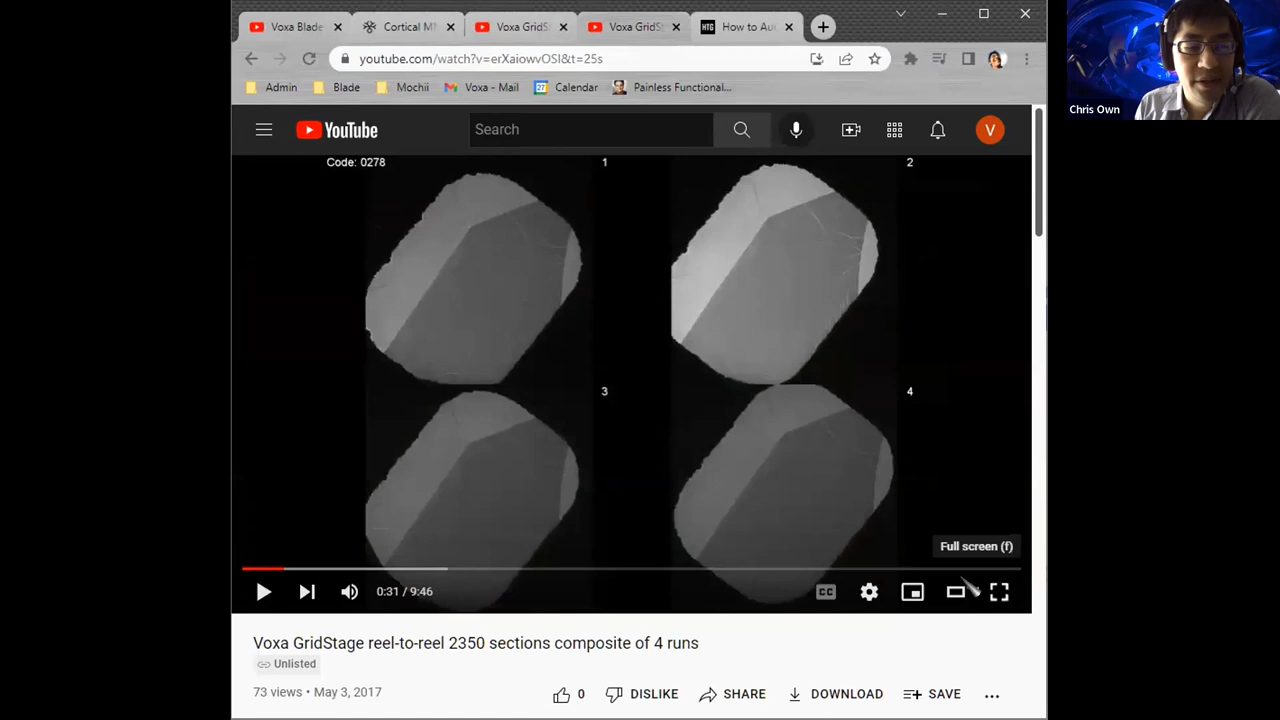 Voxa Blade
Cortical M
Voxa GridS
Voxa GridS
HTG
How to Au
youtube.com/watch?v=erXaiowvOSI&t=25s
Admin
Blade
Mochii
Voxa - Mail
27
Calendar
Painless Functional...
Chris Own
YouTube
Search
V
Code: 0278
1
2
3
4
Full screen (f)
0:31 / 9:46
CC
Voxa GridStage reel-to-reel 2350 sections composite of 4 runs
Unlisted
73 views • May 3, 2017
0
DISLIKE
SHARE
DOWNLOAD
SAVE
...